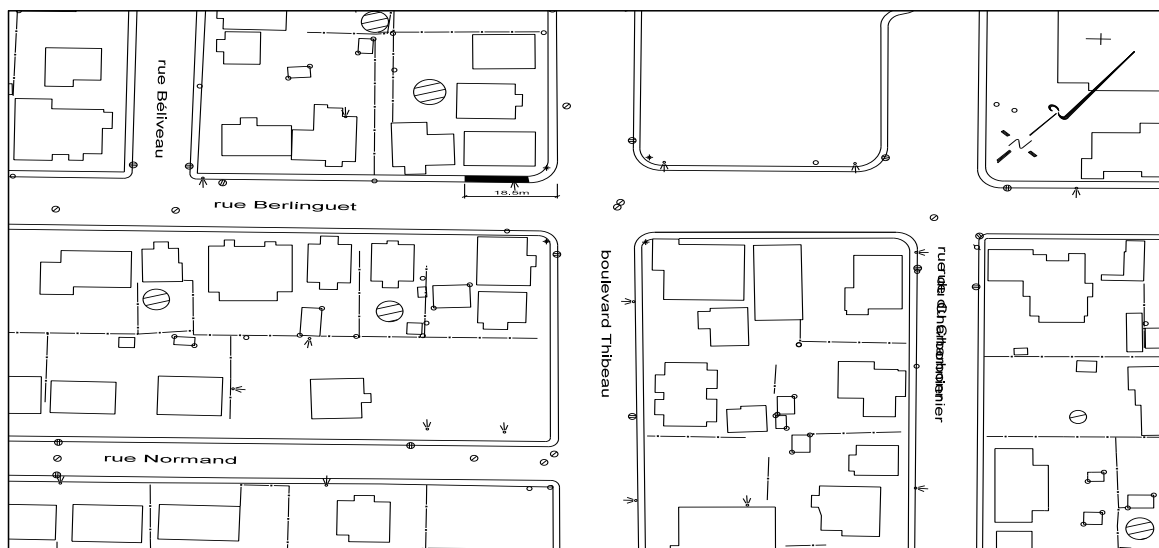 rue Béliveau
18.5m
rue Berlinguet
boulevard Thibeau
rue Normand